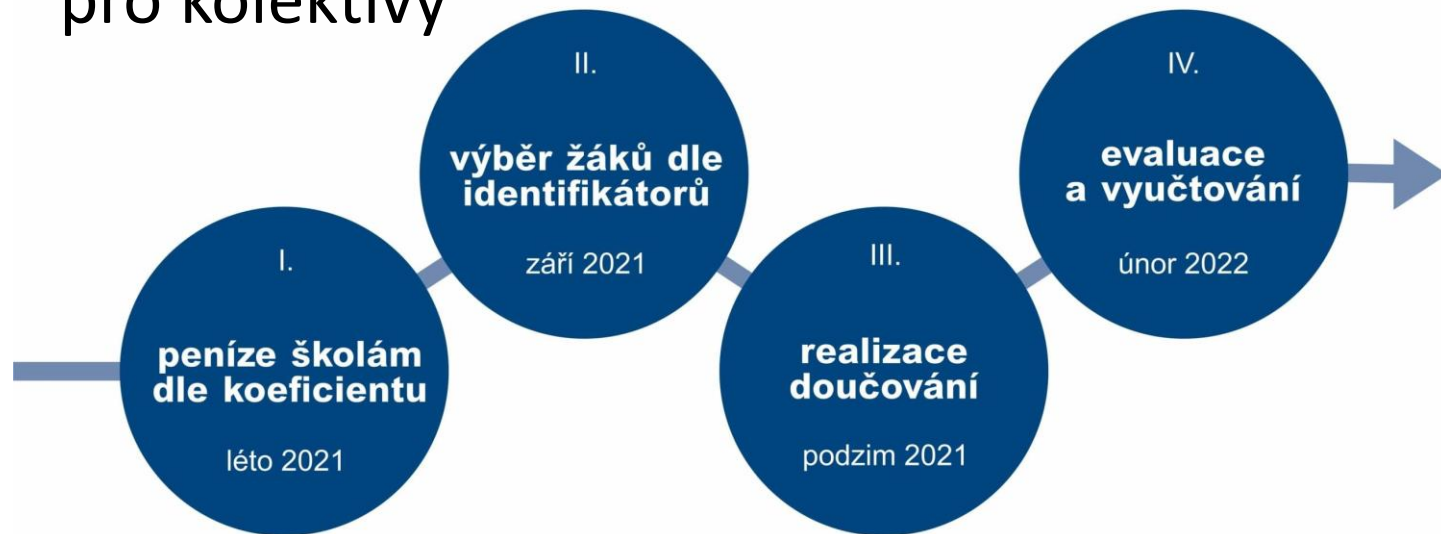 pro kolektivy
I.
peníze školám
dle koeficientu
léto 2021
II.
výběr žáků dle
identifikátorů
září 2021
III.
realizace
doučování
podzim 2021
IV.
evaluace
a vyučtování
únor 2022